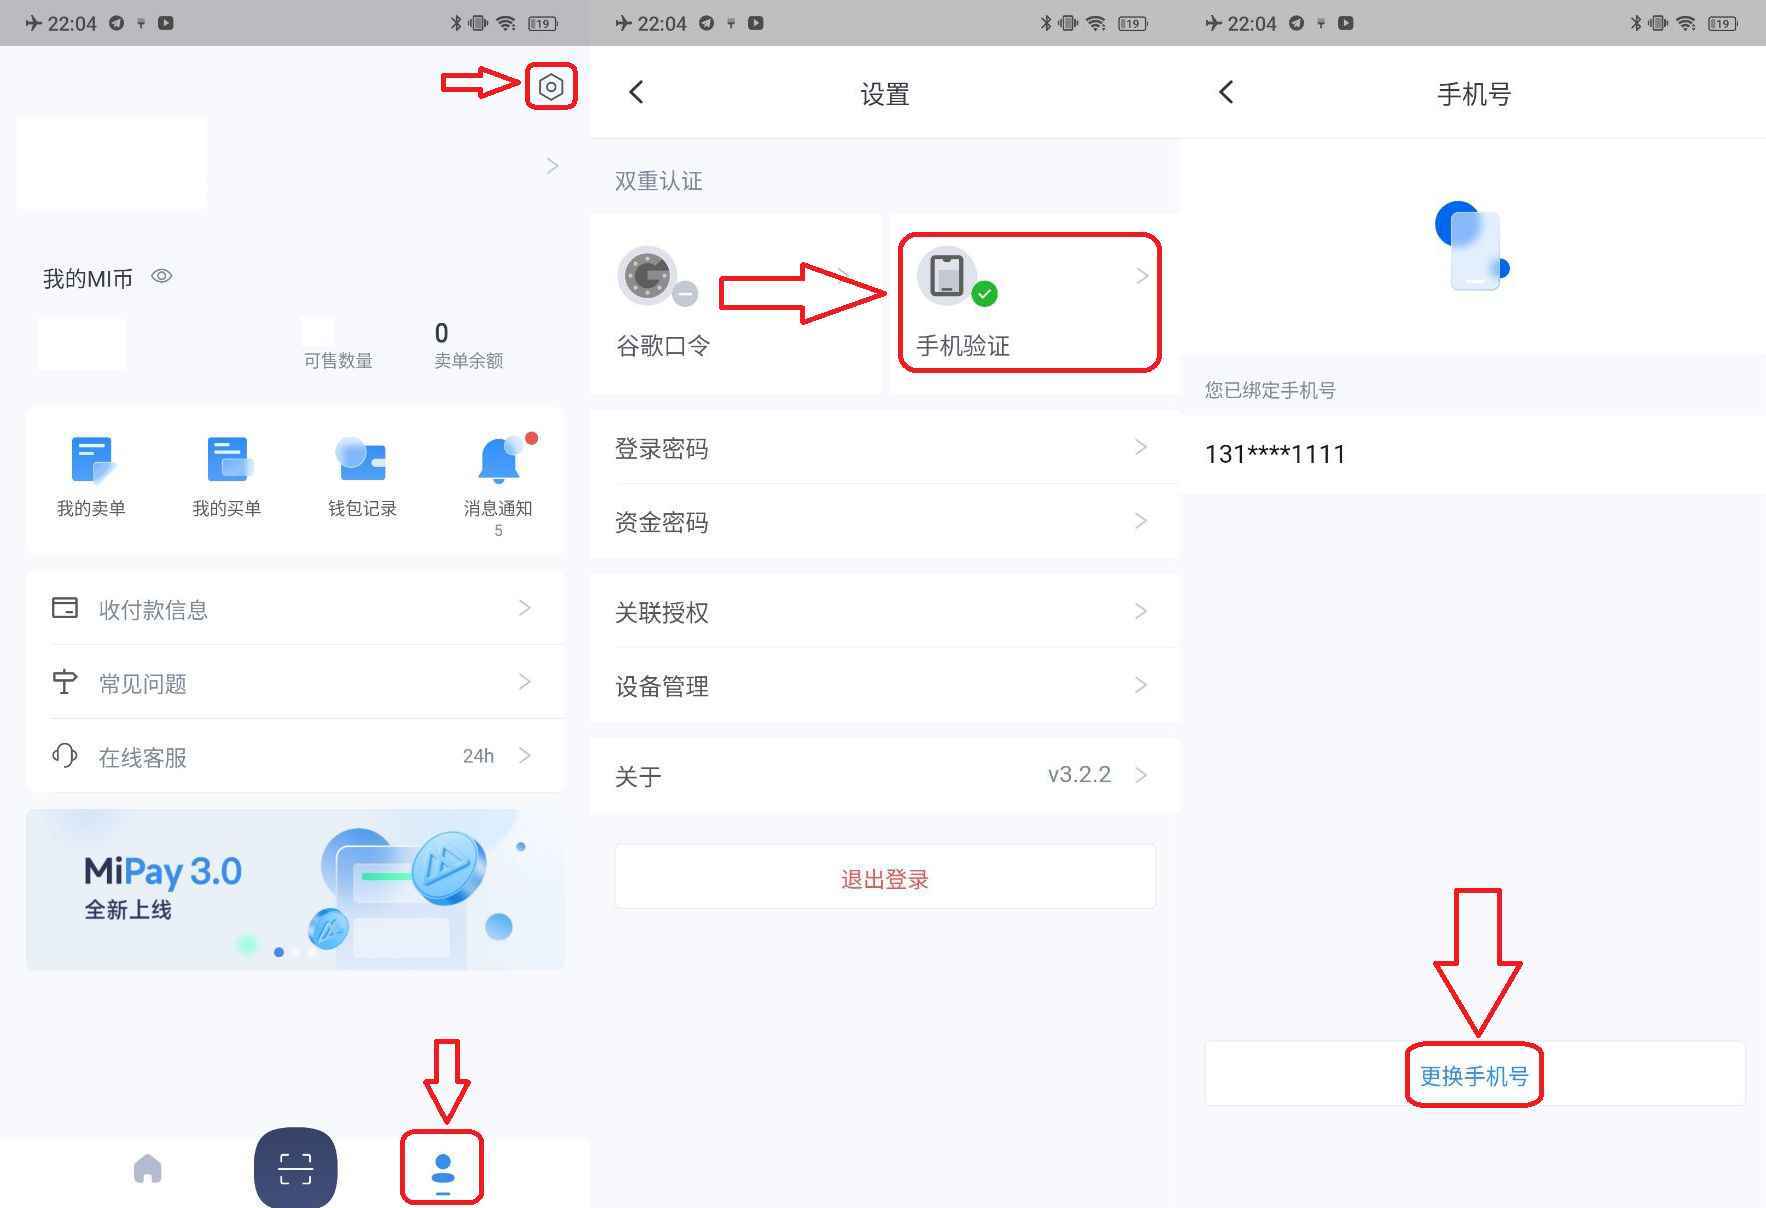 22:04
19
我的MI币
0
可售数量
卖单余额
我的卖单
我的买单
钱包记录
消息通知
5
收付款信息
常见问题
在线客服
24h
MiPay 3.0
全新上线
22:04
19
设置
双重认证
谷歌口令
手机验证
登录密码
资金密码
关联授权
设备管理
关于
v3.2.2
退出登录
22:04
19
手机号
您已绑定手机号
131****1111
更换手机号